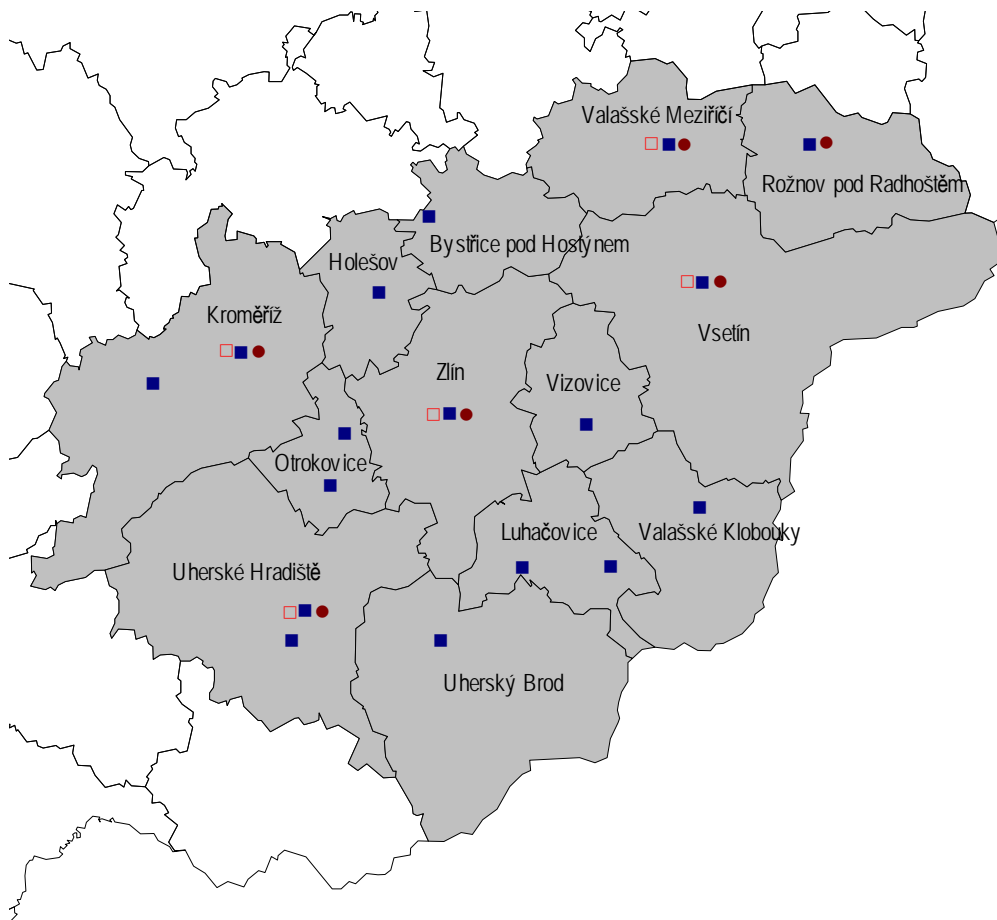 Valašské Meziříčí
Rožnov pod Radhoštěm
Bystřice pod Hostýnem
Holešov
Kroměříž
Vsetín
Zlín
Vizovice
Otrokovice
Luhačovice
Valašské Klobouky
Uherské Hradiště
Uherský Brod